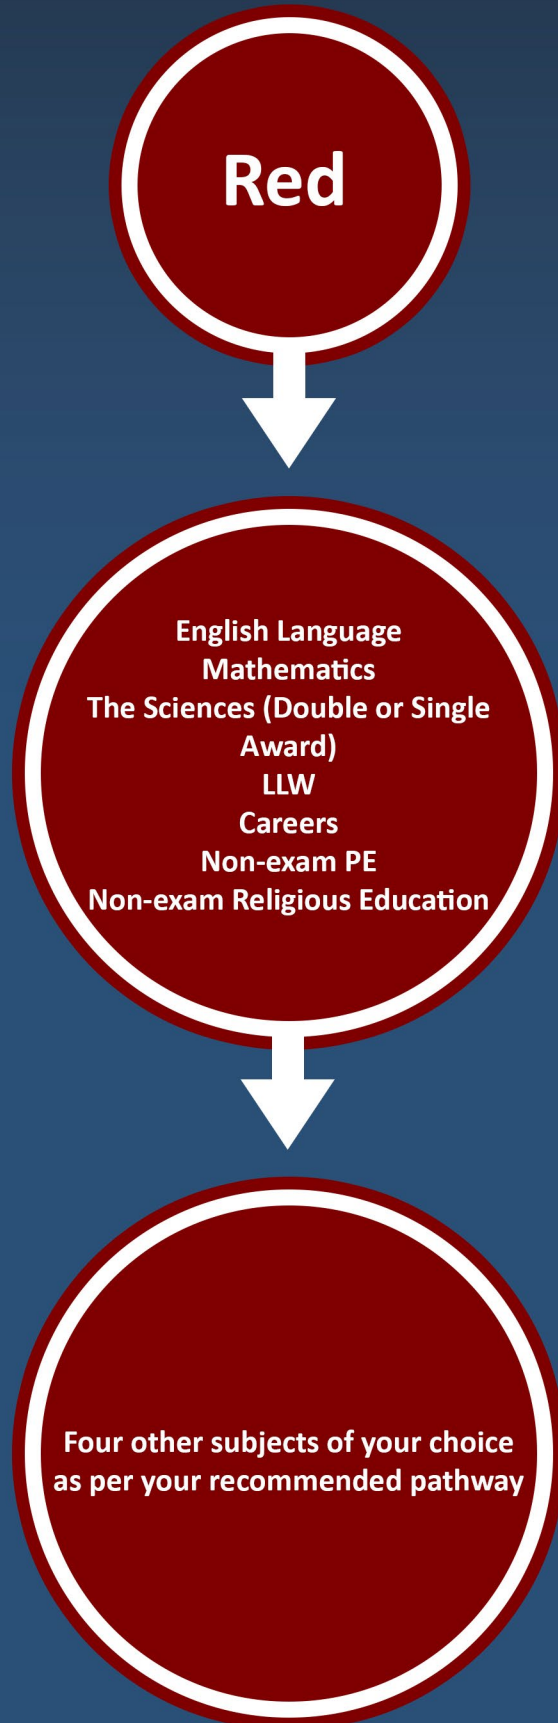 Red
English Language
Mathematics
The Sciences (Double or Single
Award)
LLW
Careers
Non-exam PE
Non-exam Religious Education
Four other subjects of your choice
as per your recommended pathway